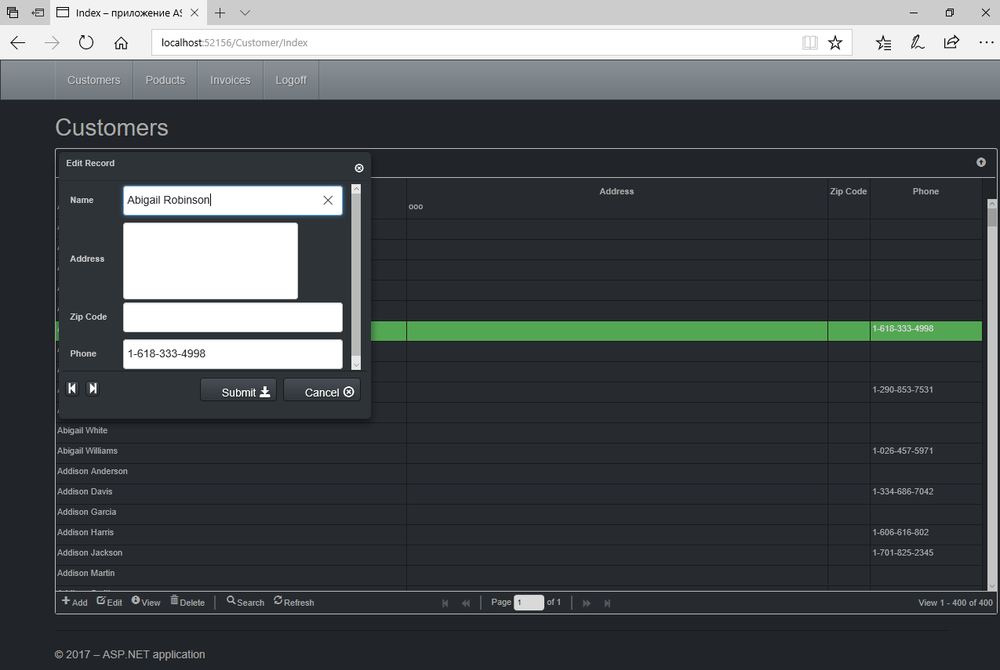 Index – приложение AS
localhost:52156/Customer/Index
Customers Poducts Invoices Logoff
Customers
Edit Record
Address Zip Code Phone
ooo
Name Abigail Robinson
Address
Zip Code
1-618-333-4998
Phone 1-618-333-4998
1-290-853-7531
Submit Cancel
Abigail White
Abigail Williams 1-026-457-5971
Addison Anderson
Addison Davis 1-334-686-7042
Addison Garcia
Addison Harris 1-606-616-802
Addison Jackson 1-701-825-2345
Addison Martin
Add Edit View Delete Search Refresh Page 1 of 1 View 1 - 400 of 400
© 2017 – ASP.NET application